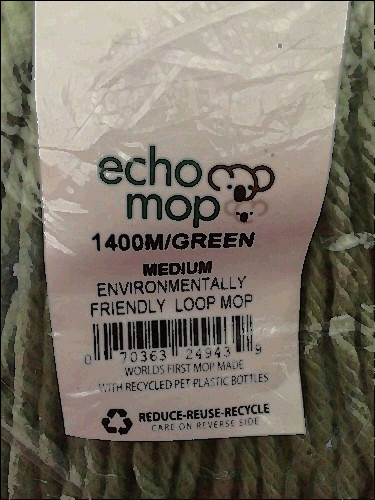 echo
mop
1400M/GREEN
MEDIUM
ENVIRONMENTALLY
FRIENDLY LOOP MOP
0 70363 24943 9
WORLDS FIRST MOP MADE
WITH RECYCLED PET PLASTIC BOTTLES
REDUCE-REUSE-RECYCLE
CARE ON REVERSE SIDE